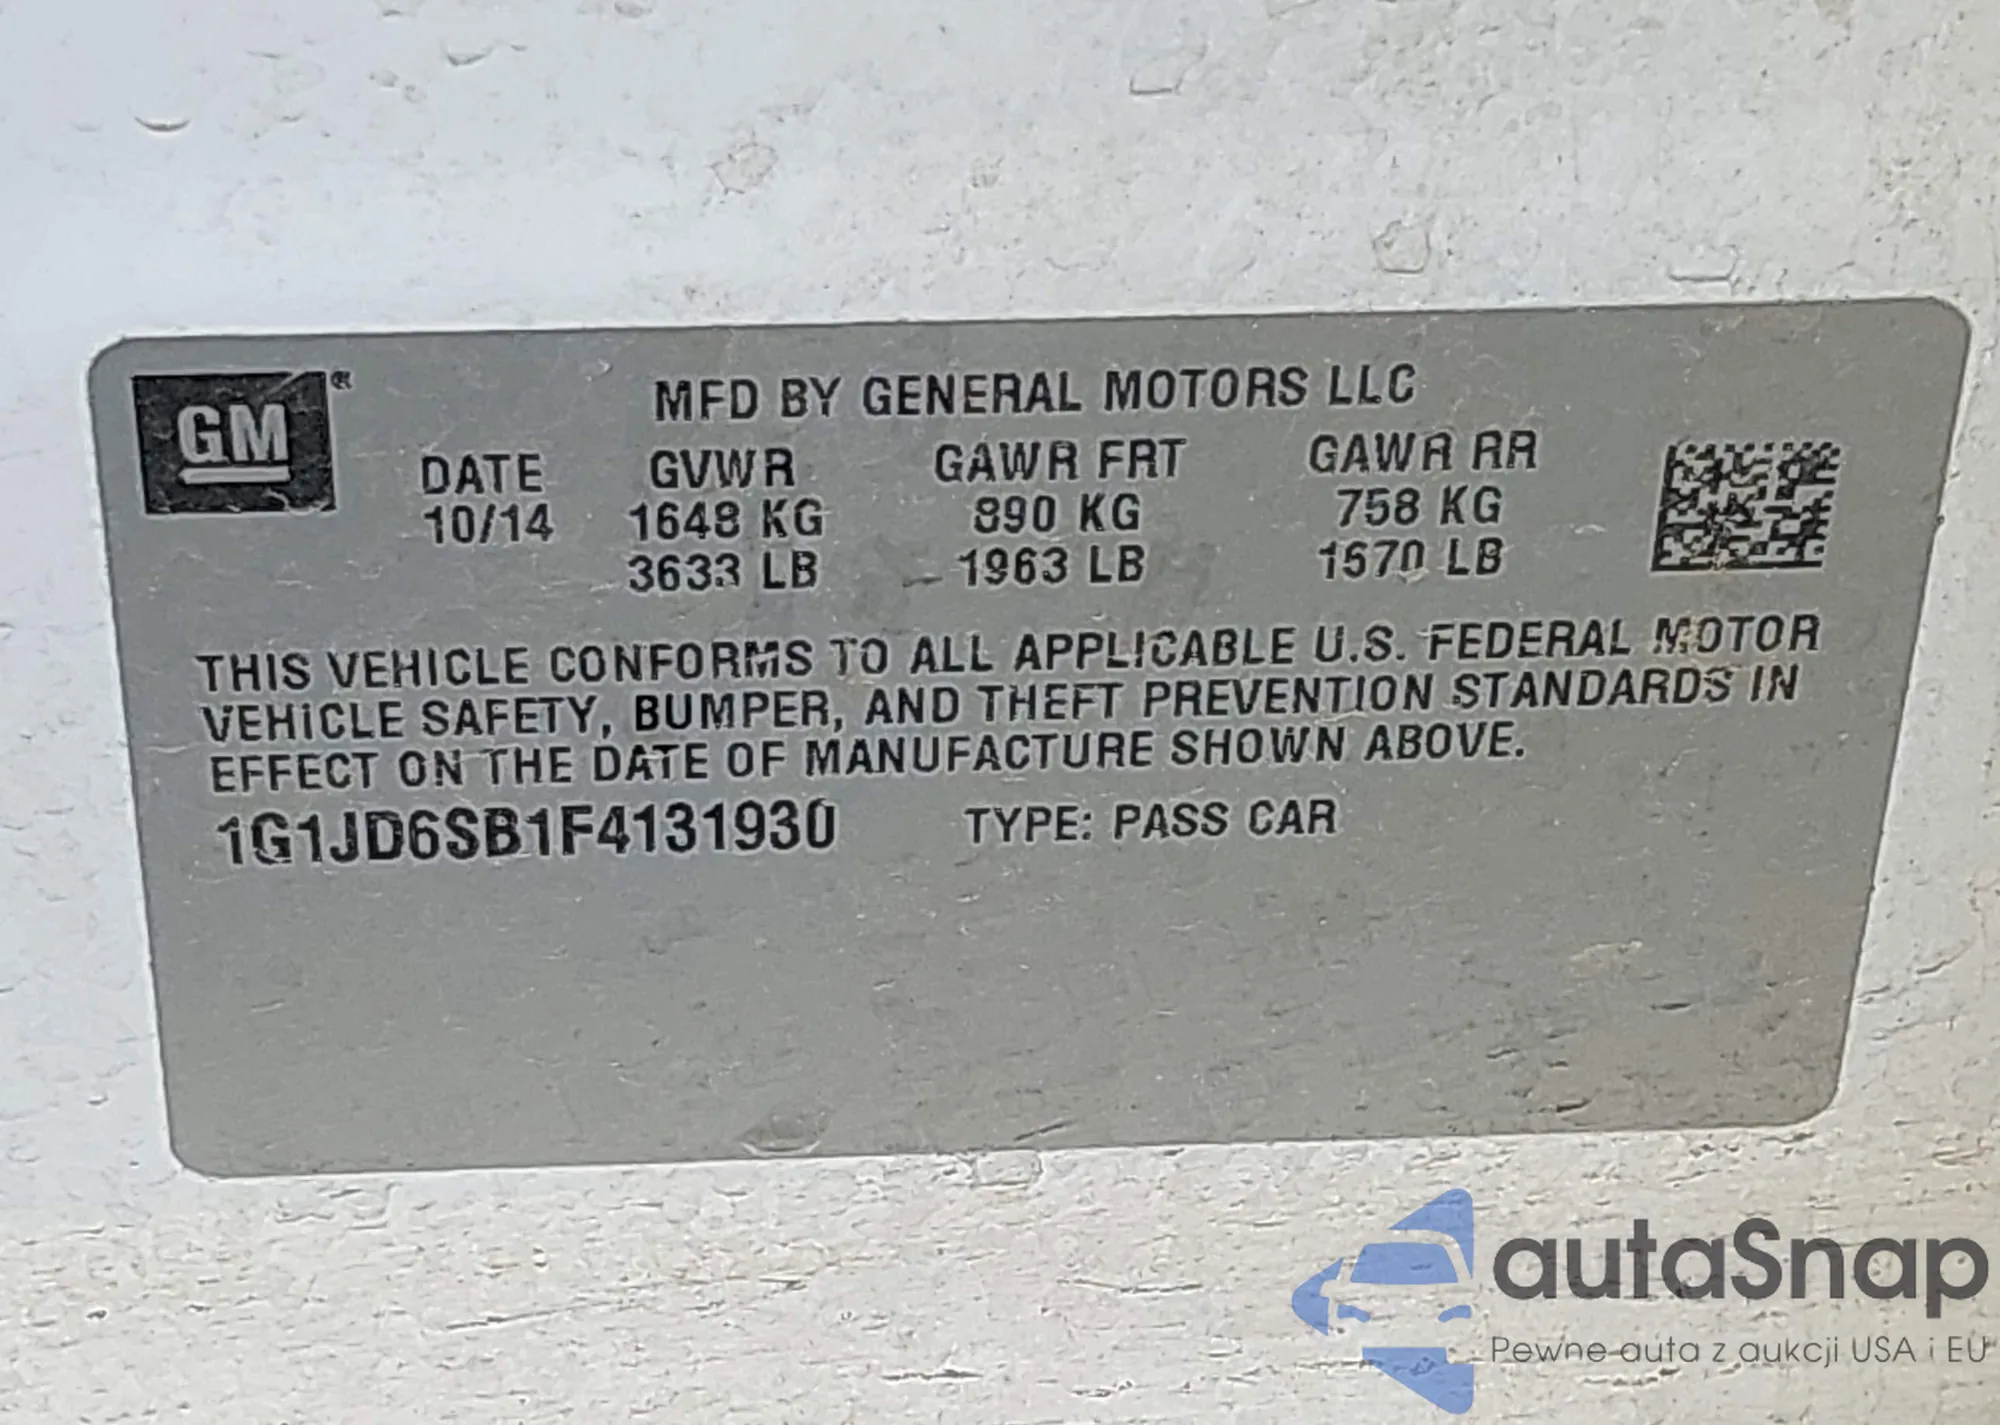 GM®
MFD BY GENERAL MOTORS LLC
DATE GVWR GAWR FRT GAWR RR
10/14 1648 KG 890 KG 758 KG
3633 LB 1963 LB 1670 LB
THIS VEHICLE CONFORMS TO ALL APPLICABLE U.S. FEDERAL MOTOR
VEHICLE SAFETY, BUMPER, AND THEFT PREVENTION STANDARDS IN
EFFECT ON THE DATE OF MANUFACTURE SHOWN ABOVE.
1G1JD6SB1F4131930 TYPE: PASS CAR
autaSnap
Pewne auta z aukcji USA i EU